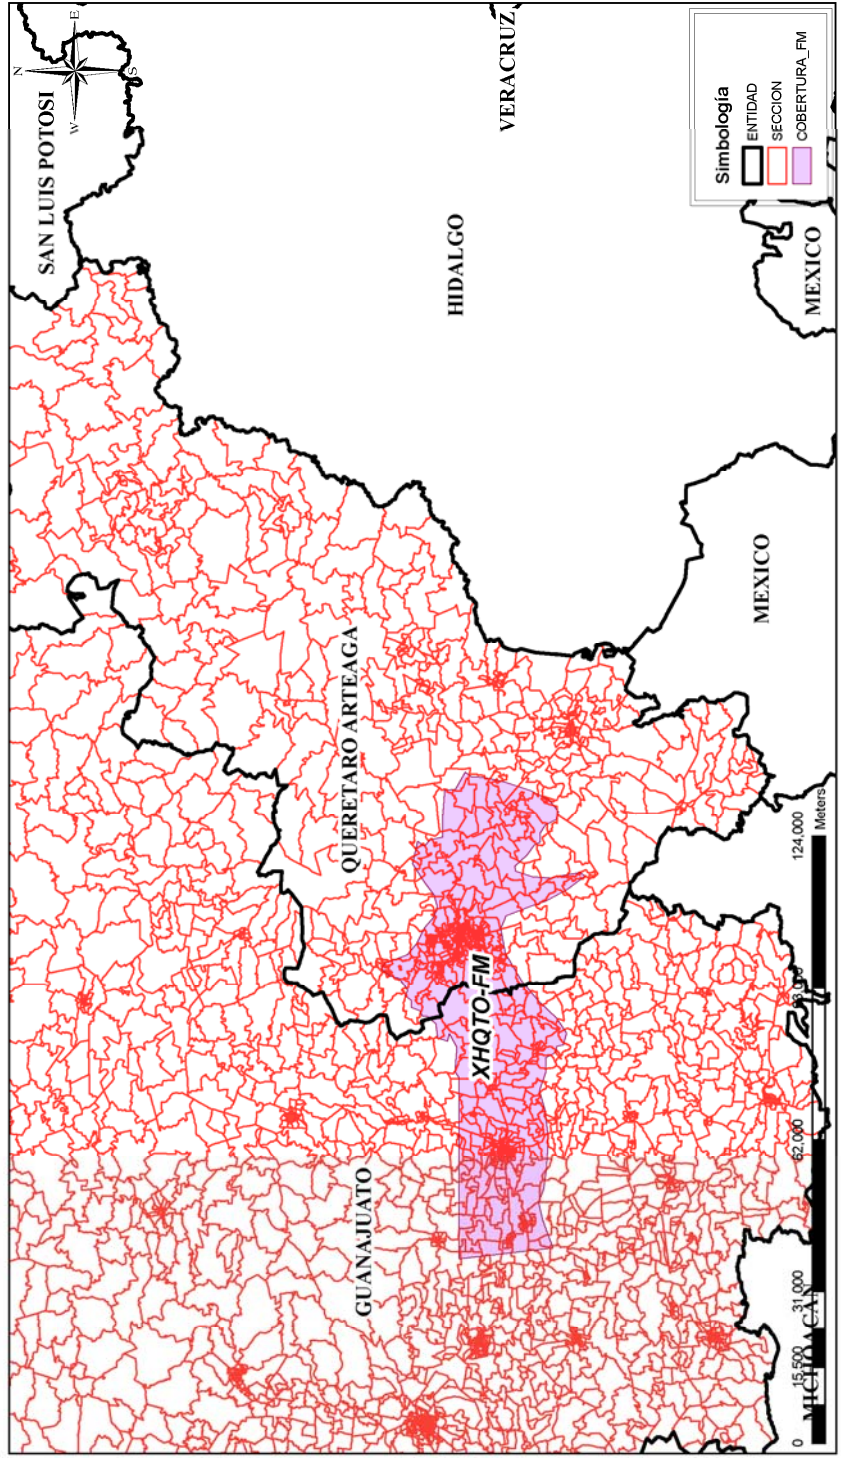 SAN LUIS POTOSI
N
E
S
W
VERACRUZ
HIDALGO
QUERETARO ARTEAGA
GUANAJUATO
XHQTO-FM
MEXICO
MEXICO
MICHOACAN
Simbología
ENTIDAD
SECCION
COBERTURA_FM
0
15,500
31,000
62,000
124,000
Meters